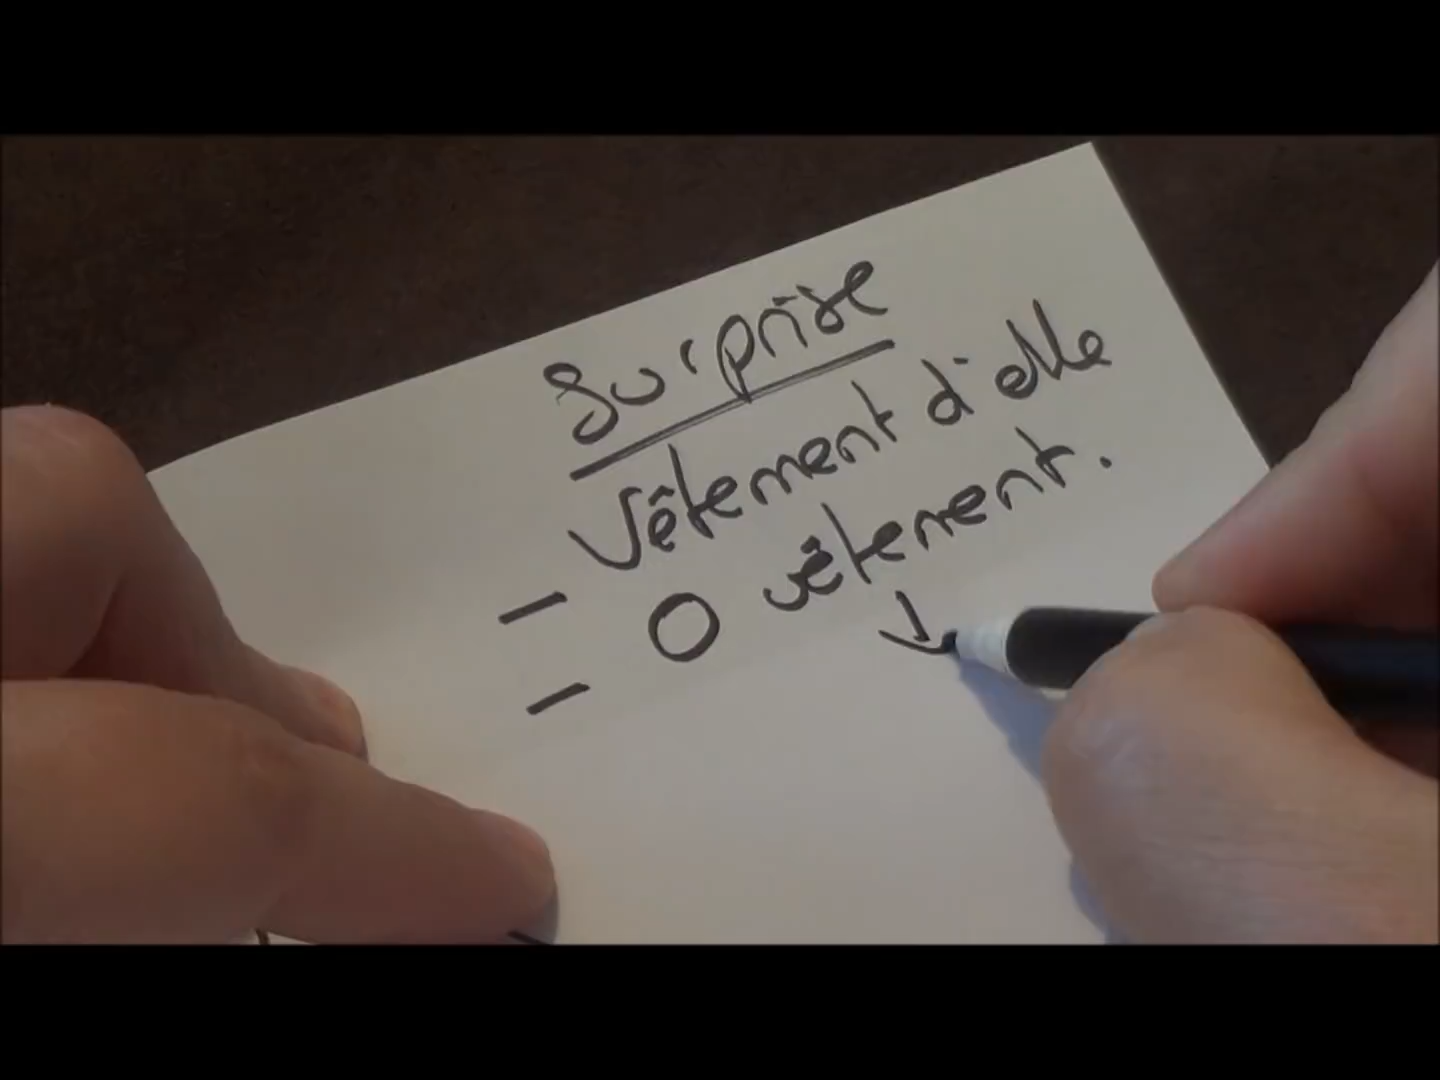 Surprise
- Vêtement d'elle
- 0 vêtement.
↓